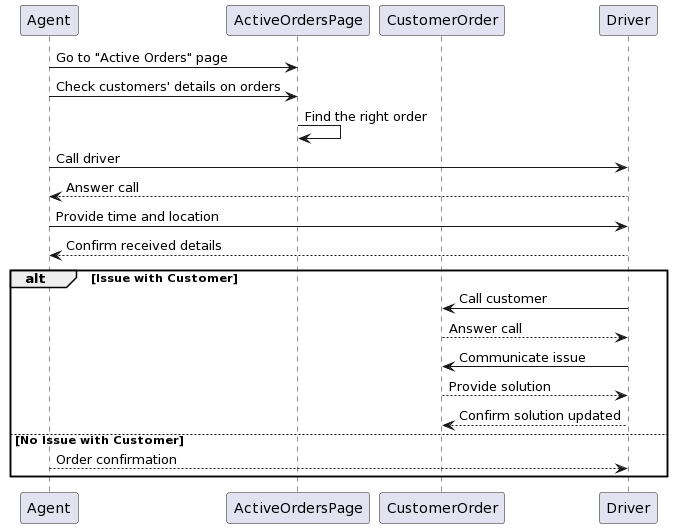 Agent ActiveOrdersPage CustomerOrder Driver
Go to "Active Orders" page
Check customers' details on orders
Find the right order
Call driver
Answer call
Provide time and location
Confirm received details
alt [Issue with Customer]
Call customer
Answer call
Communicate issue
Provide solution
Confirm solution updated
[No Issue with Customer]
Order confirmation
Agent ActiveOrdersPage CustomerOrder Driver